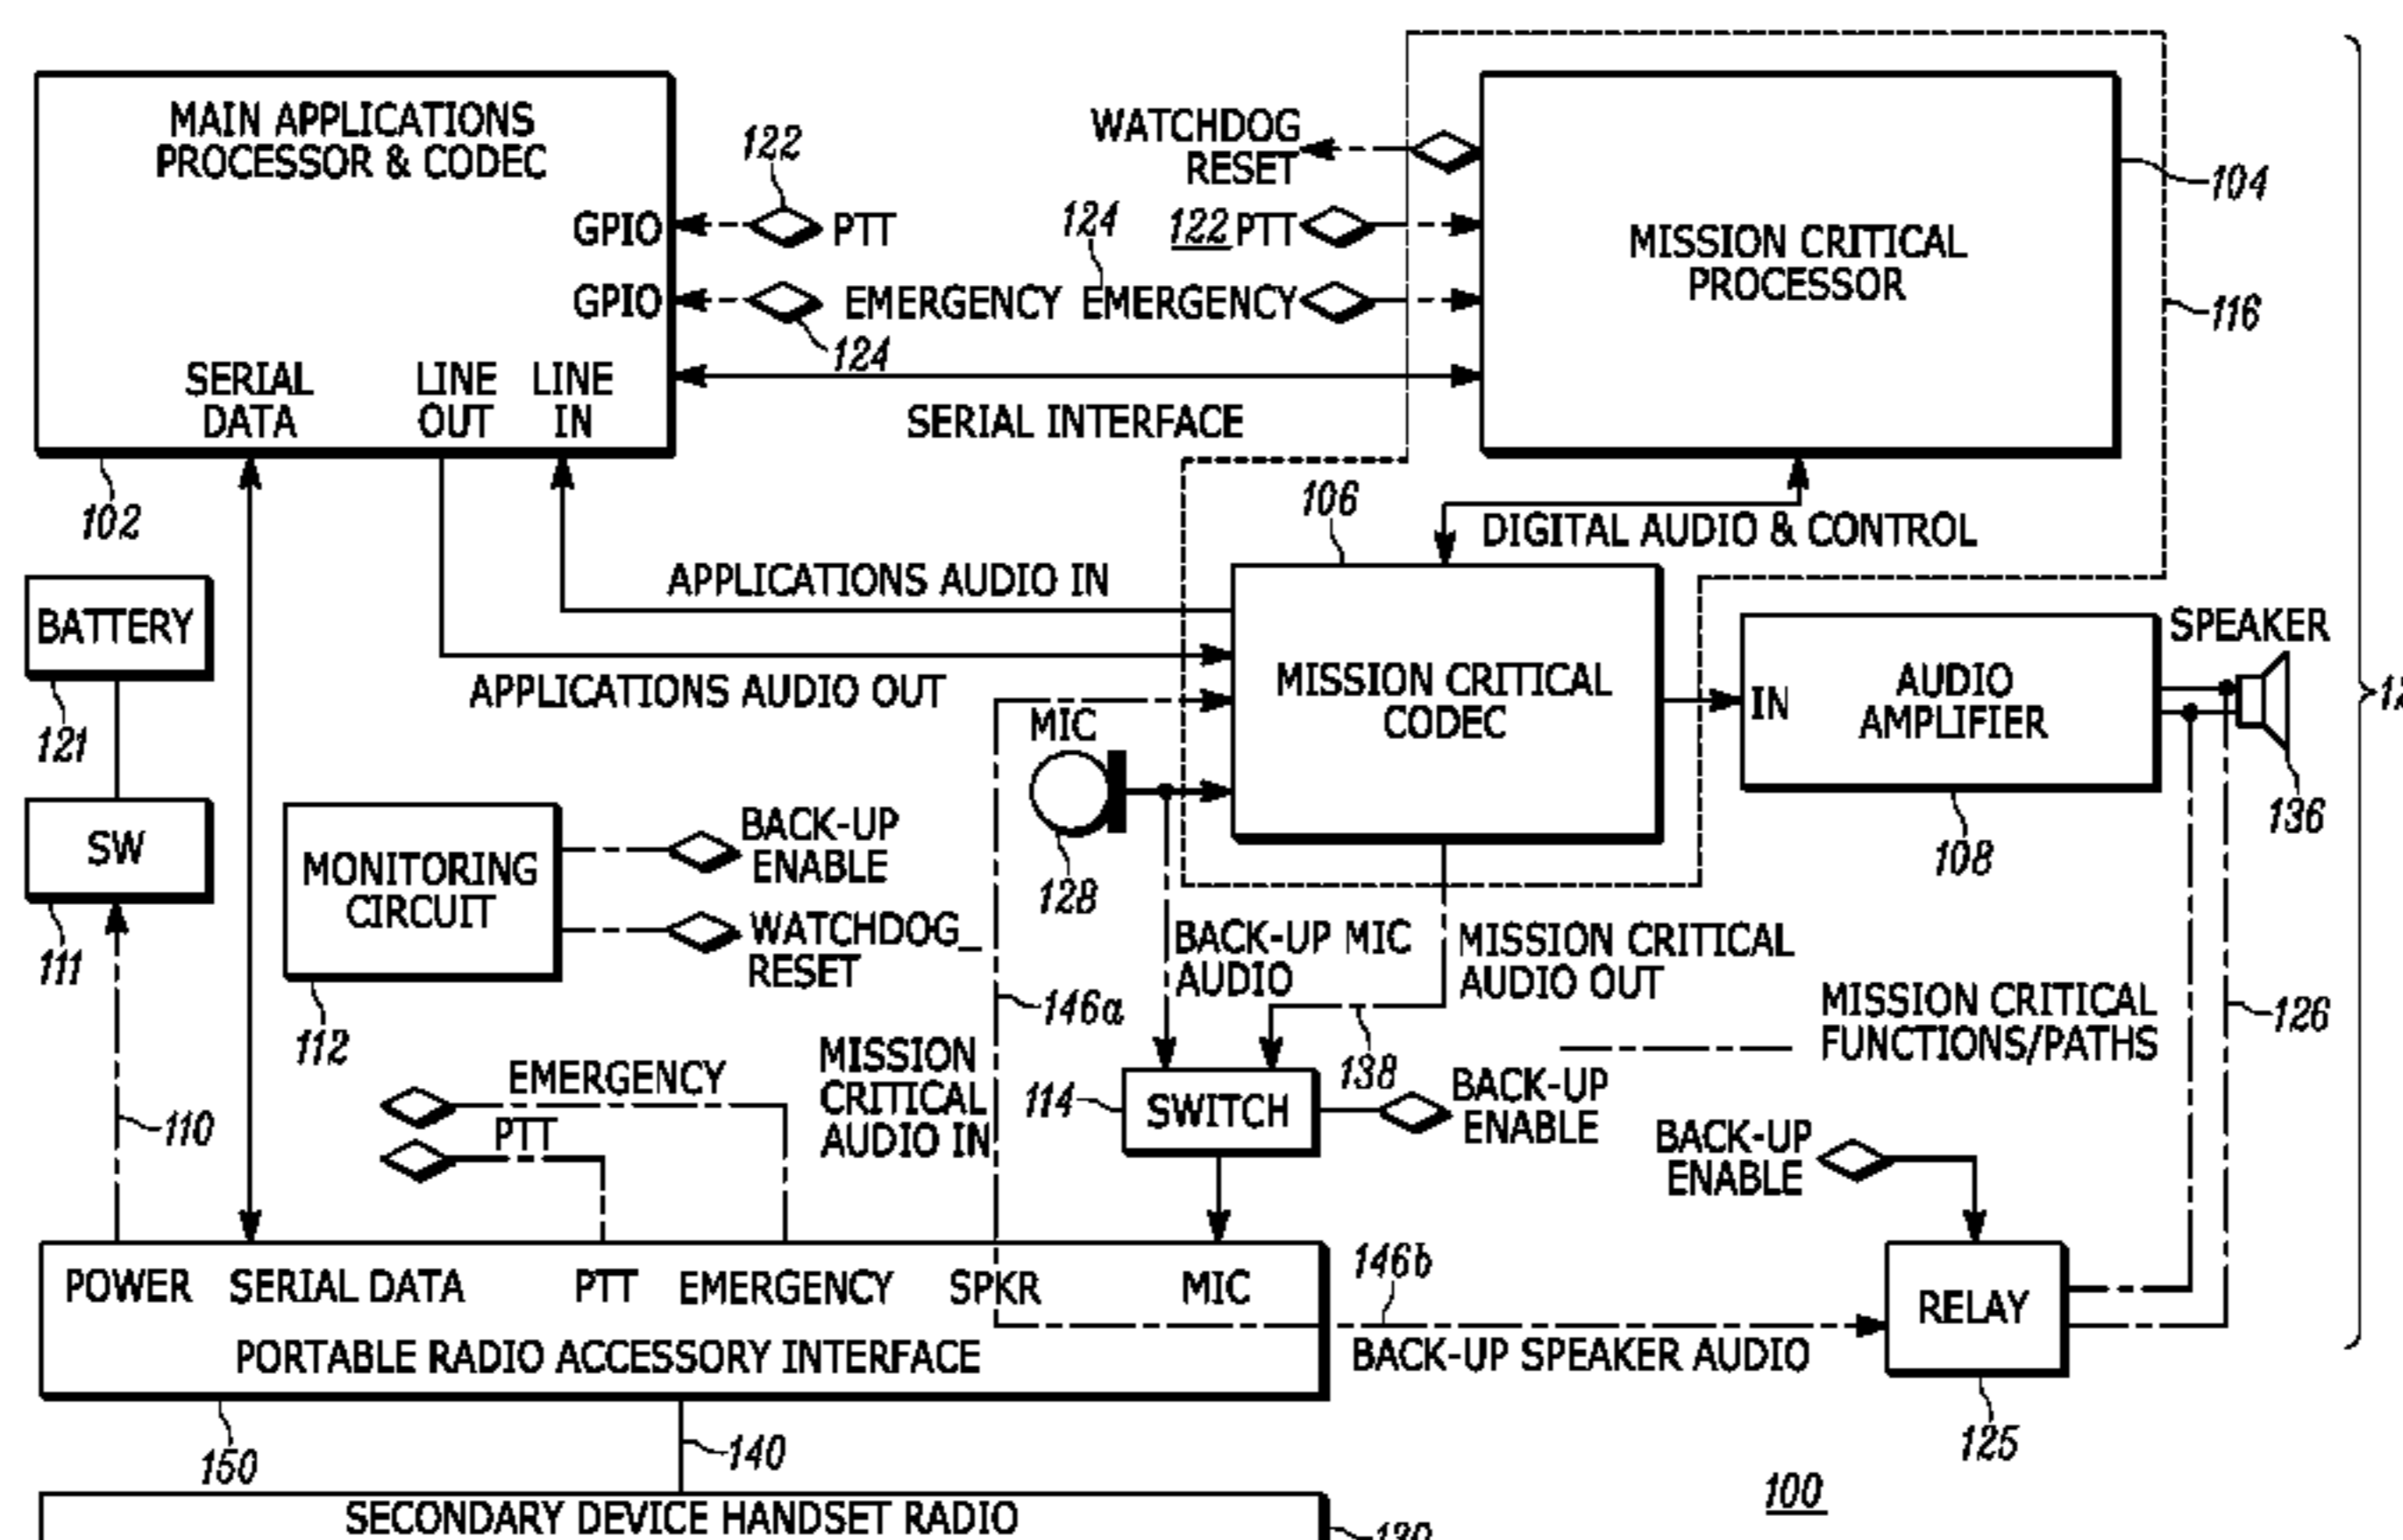 MAIN APPLICATIONS
PROCESSOR & CODEC
GPIO
GPIO
SERIAL
DATA
LINE
OUT
LINE
IN
102
122
PTT
EMERGENCY
124
WATCHDOG
RESET
122 PTT
124
EMERGENCY
SERIAL INTERFACE
MISSION CRITICAL
PROCESSOR
104
116
DIGITAL AUDIO & CONTROL
106
APPLICATIONS AUDIO IN
APPLICATIONS AUDIO OUT
MISSION CRITICAL
CODEC
IN
AUDIO
AMPLIFIER
108
SPEAKER
136
BATTERY
121
SW
111
110
MONITORING
CIRCUIT
112
BACK-UP
ENABLE
WATCHDOG_
RESET
MIC
128
146a
BACK-UP MIC
AUDIO
MISSION CRITICAL
AUDIO OUT
138
MISSION CRITICAL
FUNCTIONS/PATHS
126
EMERGENCY
PTT
MISSION
CRITICAL
AUDIO IN
114
SWITCH
BACK-UP
ENABLE
BACK-UP
ENABLE
POWER
SERIAL DATA
PTT
EMERGENCY
SPKR
MIC
PORTABLE RADIO ACCESSORY INTERFACE
150
140
146b
BACK-UP SPEAKER AUDIO
RELAY
125
100
SECONDARY DEVICE HANDSET RADIO